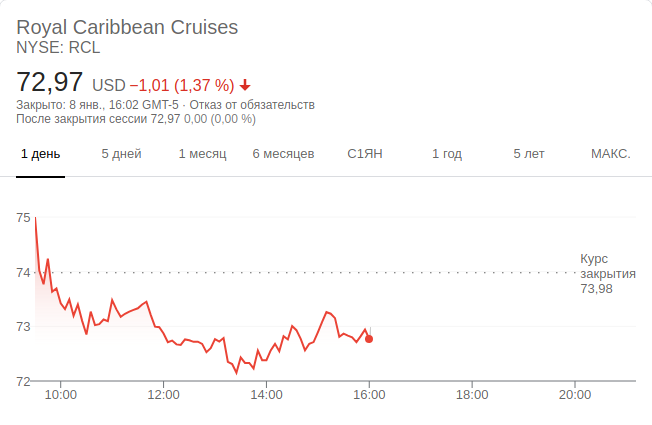 Royal Caribbean Cruises
NYSE: RCL
72,97 USD −1,01 (1,37 %)
Закрыто: 8 янв., 16:02 GMT-5 · Отказ от обязательств
После закрытия сессии 72,97 0,00 (0,00 %)
1 день 5 дней 1 месяц 6 месяцев С1ЯН 1 год 5 лет МАКС.
75
74
73
72
Курс
закрытия
73,98
10:00 12:00 14:00 16:00 18:00 20:00